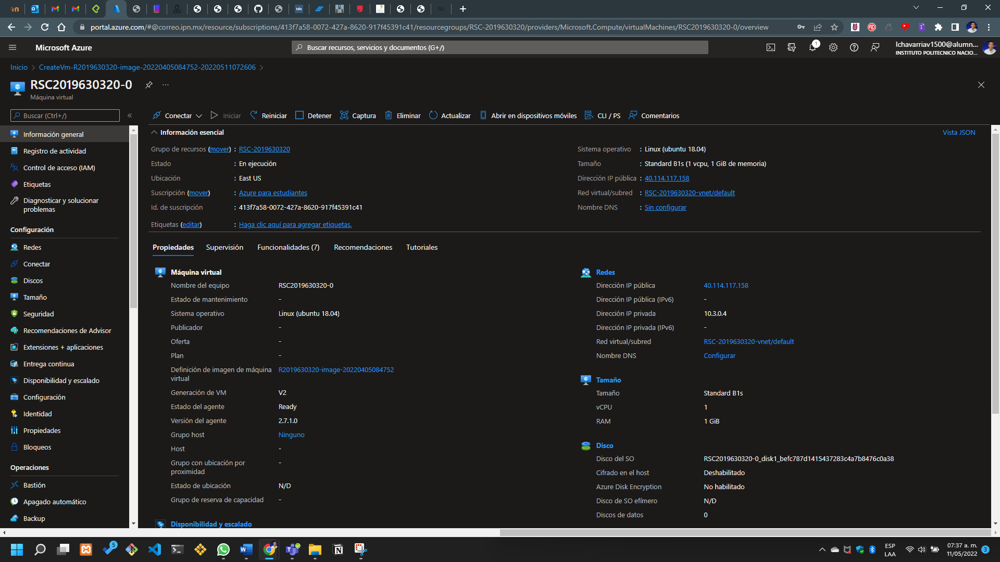 portal.azure.com/#@correo.ipn.mx/resource/subscriptions/413f7a58-0072-427a-8620-917f45391c41/resourcegroups/RSC-2019630320/providers/Microsoft.Compute/virtualMachines/RSC2019630320-0/overview
Microsoft Azure
Buscar recursos, servicios y documentos (G+/)
1
lchavarriav1500@alumn...
INSTITUTO POLITECNICO NACIO...
Inicio > CreateVm-R2019630320-image-20220405084752-20220511072606 >
RSC2019630320-0
Máquina virtual
Buscar (Ctrl+/)
Conectar
Iniciar
Reiniciar
Detener
Captura
Eliminar
Actualizar
Abrir en dispositivos móviles
CLI / PS
Comentarios
Información general
Registro de actividad
Control de acceso (IAM)
Etiquetas
Diagnosticar y solucionar
problemas
Configuración
Redes
Conectar
Discos
Tamaño
Seguridad
Recomendaciones de Advisor
Extensiones + aplicaciones
Entrega continua
Disponibilidad y escalado
Configuración
Identidad
Propiedades
Bloqueos
Operaciones
Bastión
Apagado automático
Backup
Información esencial
Vista JSON
Grupo de recursos (mover) : RSC-2019630320
Estado : En ejecución
Ubicación : East US
Suscripción (mover) : Azure para estudiantes
Id. de suscripción : 413f7a58-0072-427a-8620-917f45391c41
Etiquetas (editar) : Haga clic aquí para agregar etiquetas.
Sistema operativo : Linux (ubuntu 18.04)
Tamaño : Standard B1s (1 vcpu, 1 GiB de memoria)
Dirección IP pública : 40.114.117.158
Red virtual/subred : RSC-2019630320-vnet/default
Nombre DNS : Sin configurar
Propiedades
Supervisión
Funcionalidades (7)
Recomendaciones
Tutoriales
Máquina virtual
Nombre del equipo RSC2019630320-0
Estado de mantenimiento -
Sistema operativo Linux (ubuntu 18.04)
Publicador -
Oferta -
Plan -
Definición de imagen de máquina
virtual R2019630320-image-20220405084752
Generación de VM V2
Estado del agente Ready
Versión del agente 2.7.1.0
Grupo host Ninguno
Host -
Grupo con ubicación por
proximidad -
Estado de ubicación N/D
Grupo de reserva de capacidad -
Disponibilidad y escalado
Redes
Dirección IP pública 40.114.117.158
Dirección IP pública (IPv6) -
Dirección IP privada 10.3.0.4
Dirección IP privada (IPv6) -
Red virtual/subred RSC-2019630320-vnet/default
Nombre DNS Configurar
Tamaño
Tamaño Standard B1s
vCPU 1
RAM 1 GiB
Disco
Disco del SO RSC2019630320-0_disk1_befc787d1415437283c4a7b8476c0a38
Cifrado en el host Deshabilitado
Azure Disk Encryption No habilitado
Disco de SO efímero N/D
Discos de datos 0
5
ESP
LAA
07:37 a. m.
11/05/2022
3